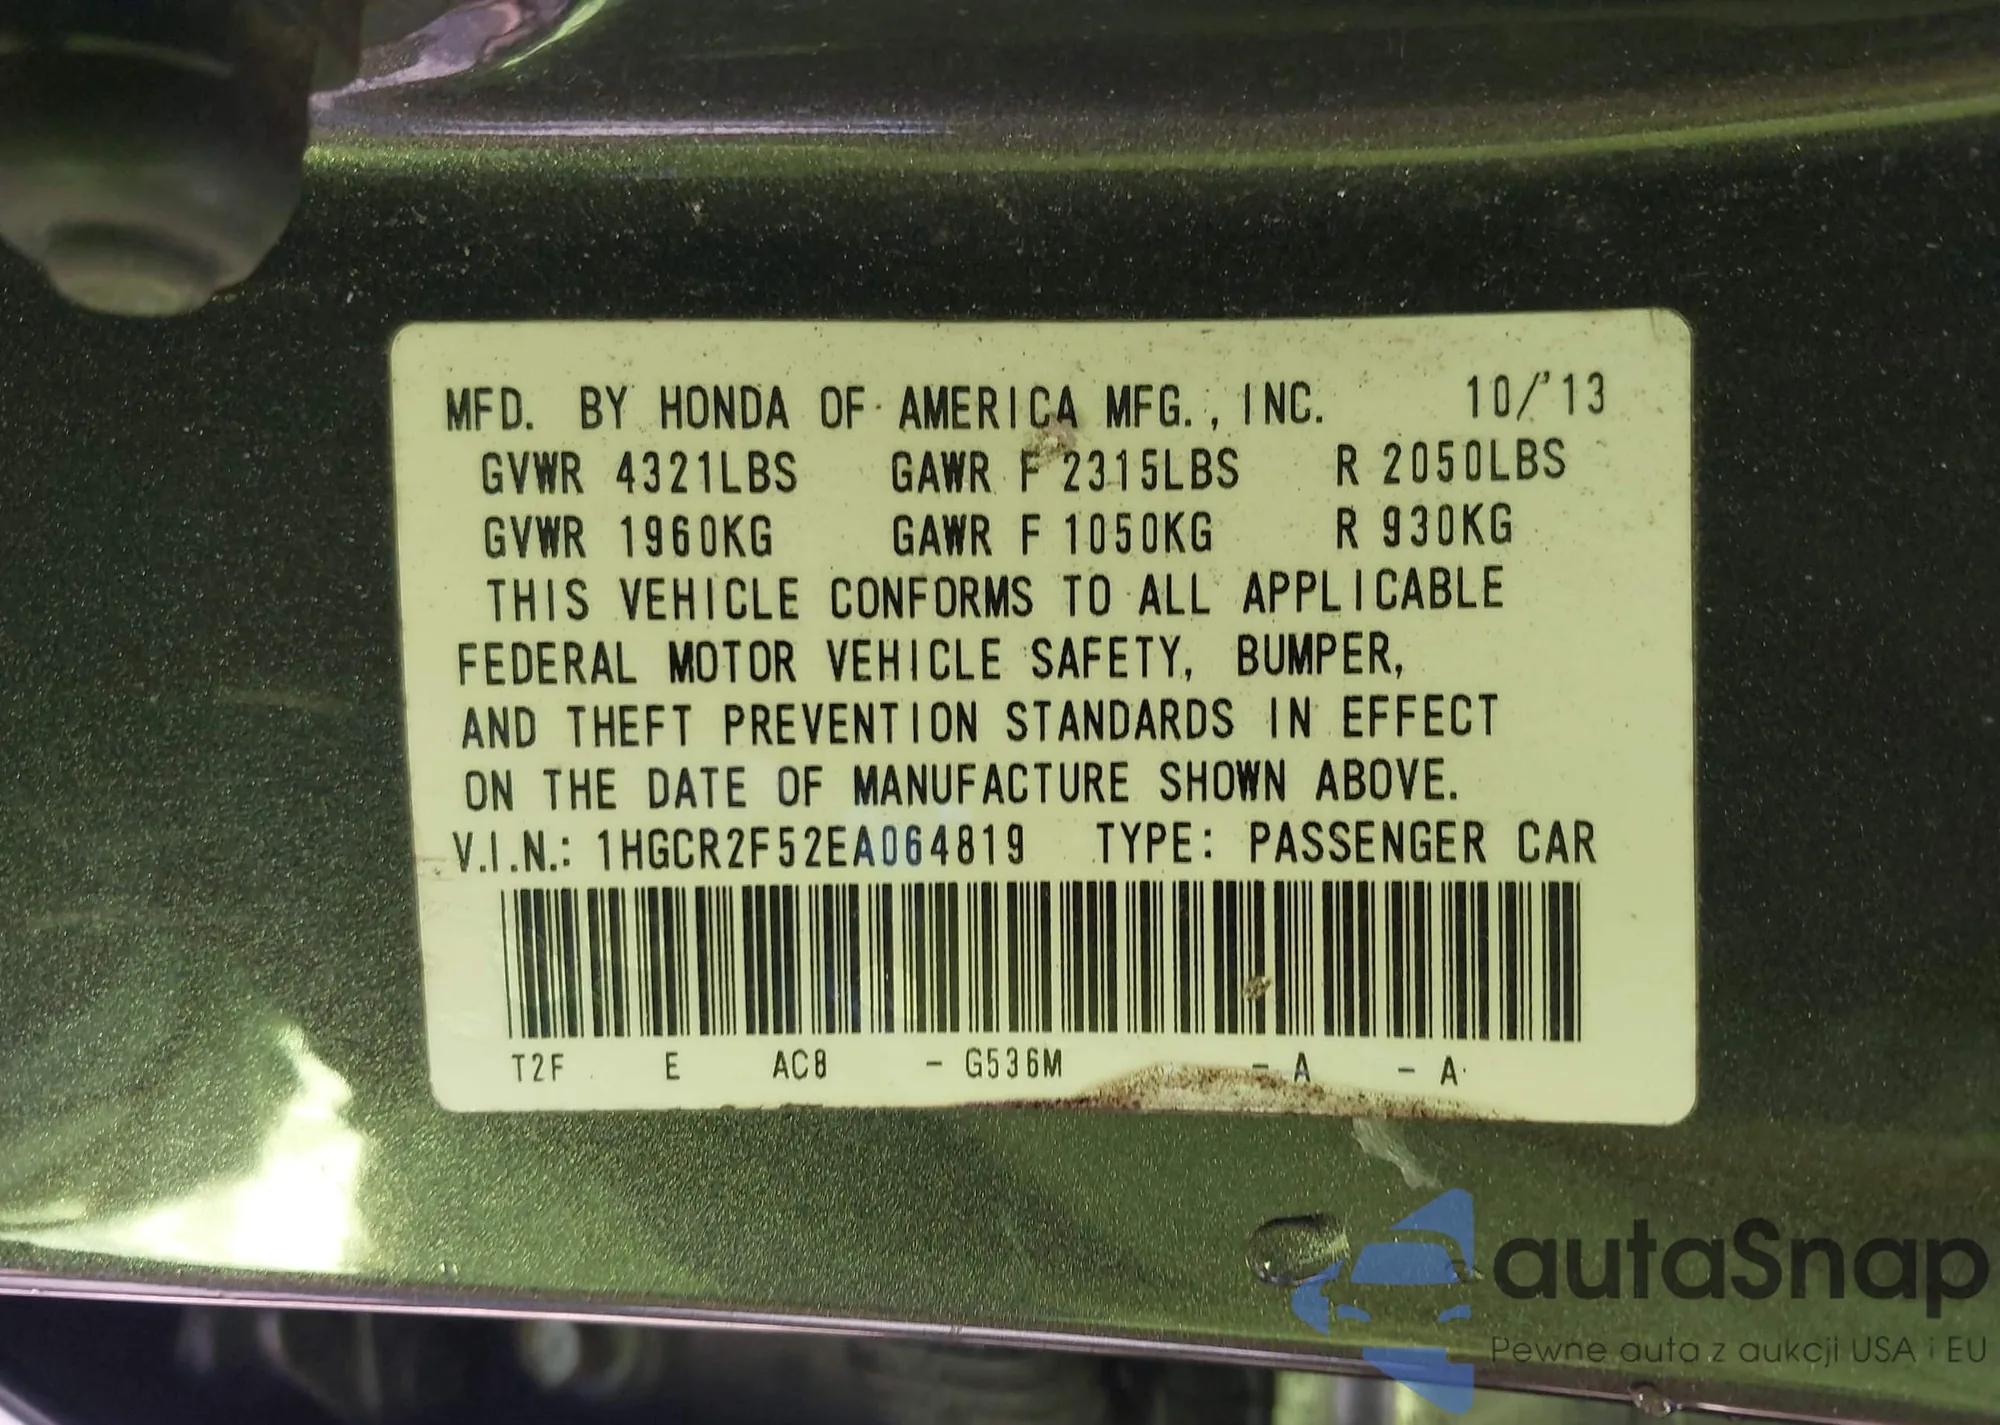 MFD. BY HONDA OF AMERICA MFG., INC. 10/'13
GVWR 4321LBS GAWR F 2315LBS R 2050LBS
GVWR 1960KG GAWR F 1050KG R 930KG
THIS VEHICLE CONFORMS TO ALL APPLICABLE
FEDERAL MOTOR VEHICLE SAFETY, BUMPER,
AND THEFT PREVENTION STANDARDS IN EFFECT
ON THE DATE OF MANUFACTURE SHOWN ABOVE.
V.I.N.: 1HGCR2F52EA064819 TYPE: PASSENGER CAR
T2F E AC8 - G536M - A - A
autaSnap
Pewne auta z aukcji USA i EU